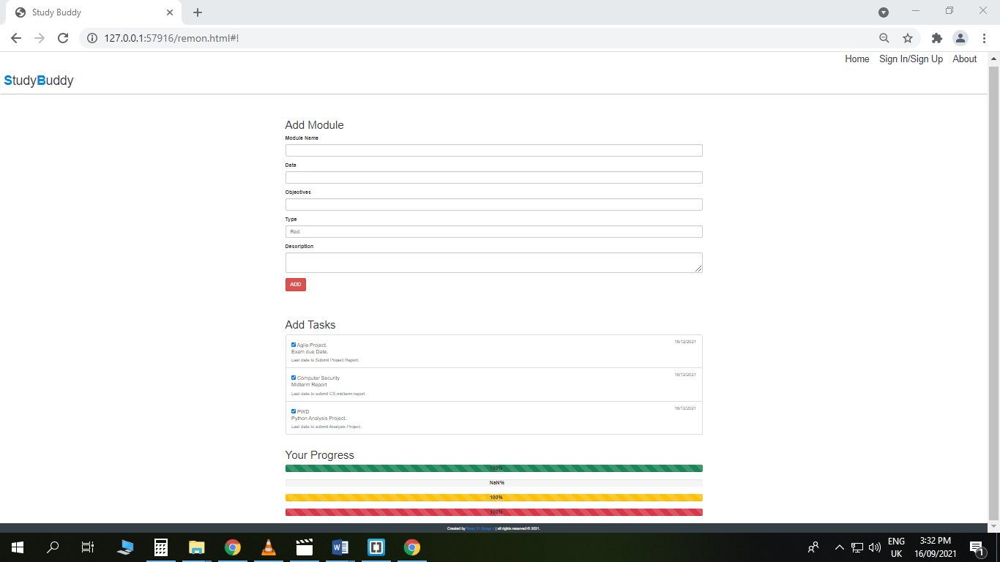 Study Buddy
127.0.0.1:57916/remon.html#!
Home Sign In/Sign Up About
StudyBuddy
Add Module
Module Name
Date
Objectives
Type
Red
Description
ADD
Add Tasks
Agile Project. 18/12/2021
Exam due Date.
Last date to Submit Project Report.
Computer Security 18/12/2021
Midterm Report
Last date to submit CS midterm report
PWD 18/12/2021
Python Analysis Project.
Last date to submit Analysis Project.
Your Progress
100%
NaN%
100%
100%
Created by Team | all rights reserved © 2021.
ENG 3:32 PM
UK 16/09/2021
1